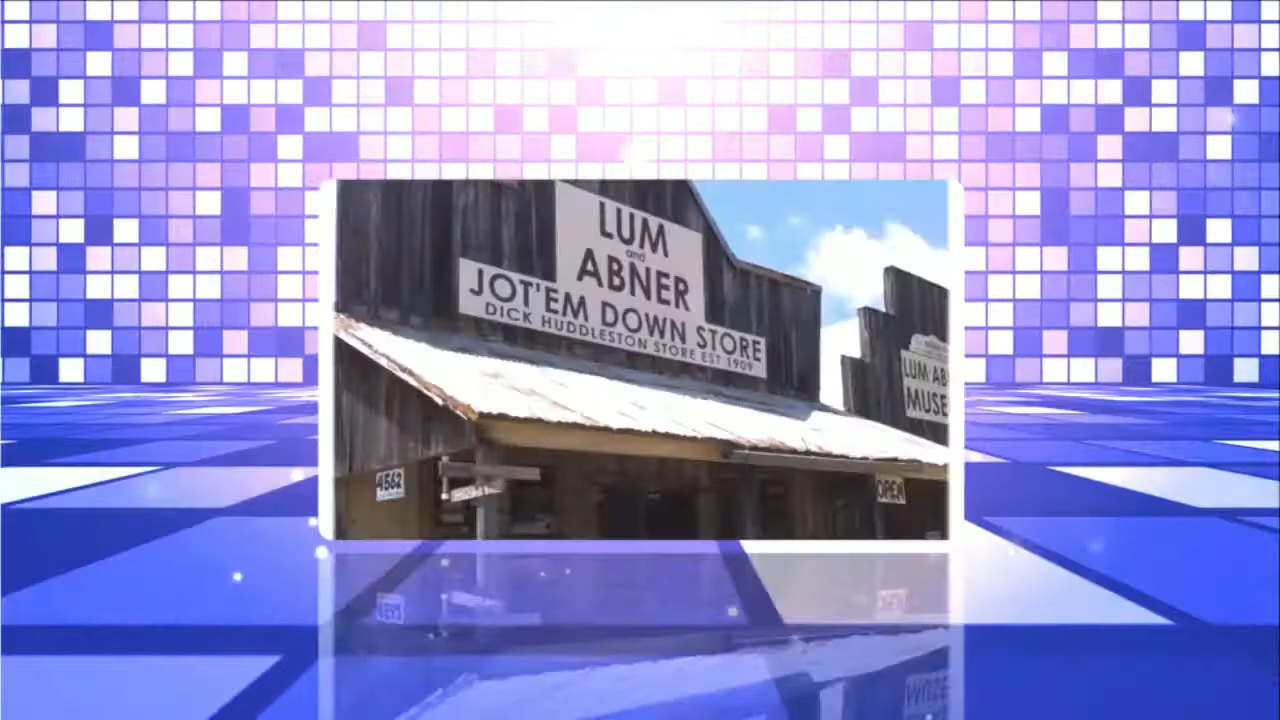 LUM
and
ABNER
JOT'EM DOWN STORE
DICK HUDDLESTON STORE EST 1909
LUM AB
MUSE
4562
OPEN